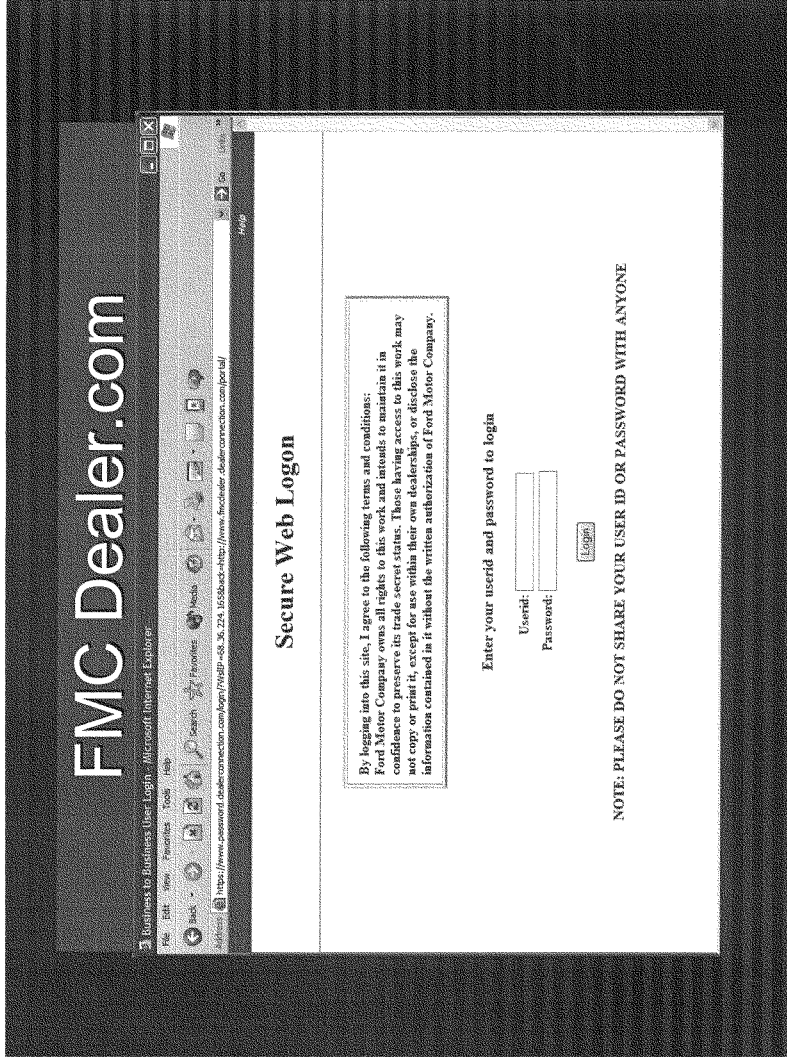 FMC Dealer.com
Business to Business User Login - Microsoft Internet Explorer
File Edit View Favorites Tools Help
Back Search Favorites Media
Address https://www.password.dealerconnection.com/login/?VisIP=68.36.224.165&back=http://www.fmcdealer.dealerconnection.com/portal/ Go Links »
Help
Secure Web Logon
By logging into this site, I agree to the following terms and conditions:
Ford Motor Company owns all rights to this work and intends to maintain it in
confidence to preserve its trade secret status. Those having access to this work may
not copy or print it, except for use within their own dealerships, or disclose the
information contained in it without the written authorization of Ford Motor Company.
Enter your userid and password to login
Userid:
Password:
Login
NOTE: PLEASE DO NOT SHARE YOUR USER ID OR PASSWORD WITH ANYONE